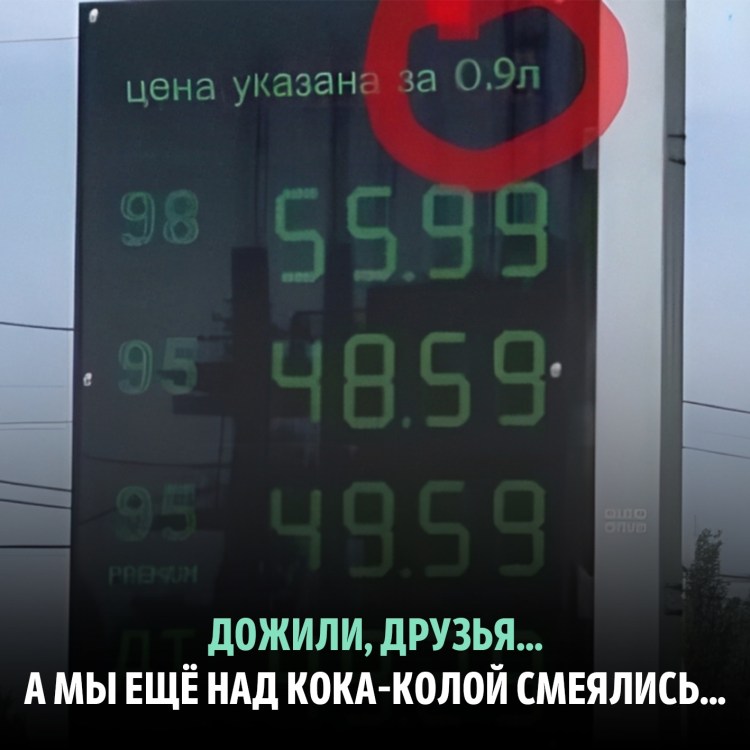 цена указана за 0.9л
98 55.99
95 48.59
95 49.59
PREMIUM
ДТ
ДОЖИЛИ, ДРУЗЬЯ...
А МЫ ЕЩЁ НАД КОКА-КОЛОЙ СМЕЯЛИСЬ...